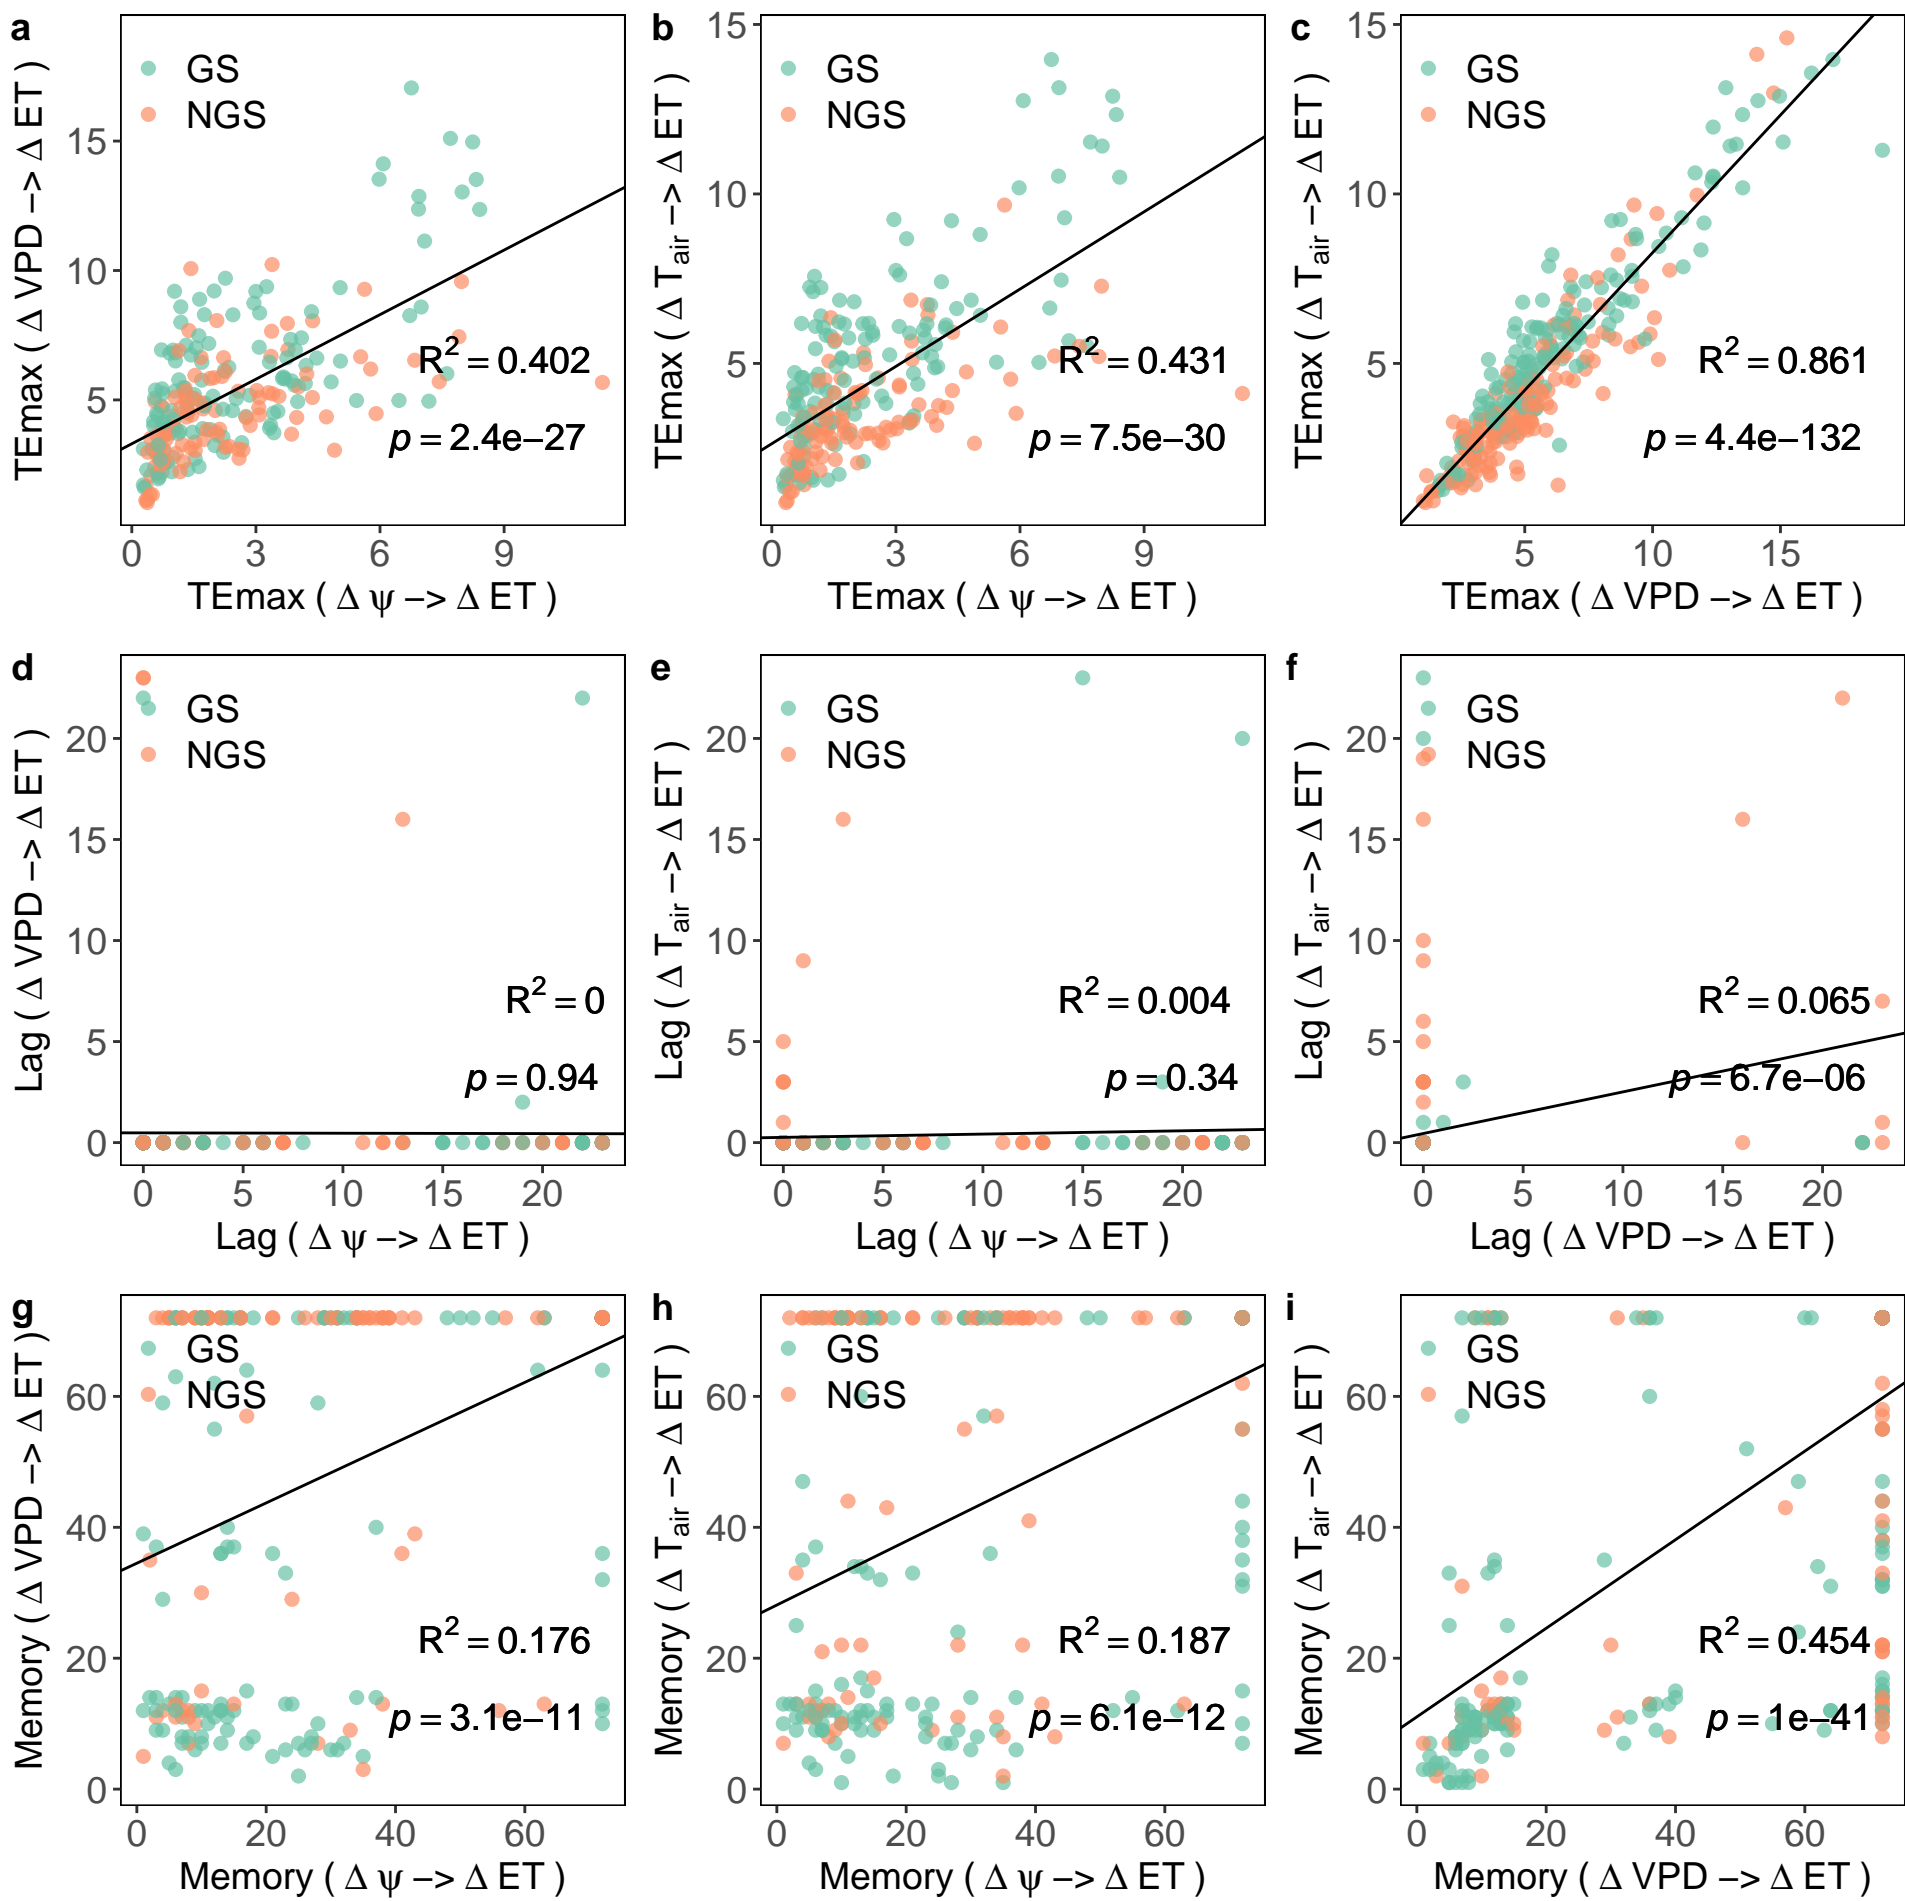 a
GS
NGS
15
10
5
R² = 0.402
p = 2.4e−27
0 3 6 9
TEmax ( Δ ψ −> Δ ET )
TEmax ( Δ VPD −> Δ ET )
b
GS
NGS
15
10
5
R² = 0.431
p = 7.5e−30
0 3 6 9
TEmax ( Δ ψ −> Δ ET )
TEmax ( Δ Tair −> Δ ET )
c
GS
NGS
15
10
5
R² = 0.861
p = 4.4e−132
5 10 15
TEmax ( Δ VPD −> Δ ET )
TEmax ( Δ Tair −> Δ ET )
d
GS
NGS
20
15
10
5
0
R² = 0
p = 0.94
0 5 10 15 20
Lag ( Δ ψ −> Δ ET )
Lag ( Δ VPD −> Δ ET )
e
GS
NGS
20
15
10
5
0
R² = 0.004
p = 0.34
0 5 10 15 20
Lag ( Δ ψ −> Δ ET )
Lag ( Δ Tair −> Δ ET )
f
GS
NGS
20
15
10
5
0
R² = 0.065
p = 6.7e−06
0 5 10 15 20
Lag ( Δ VPD −> Δ ET )
Lag ( Δ Tair −> Δ ET )
g
GS
NGS
60
40
20
0
R² = 0.176
p = 3.1e−11
0 20 40 60
Memory ( Δ ψ −> Δ ET )
Memory ( Δ VPD −> Δ ET )
h
GS
NGS
60
40
20
0
R² = 0.187
p = 6.1e−12
0 20 40 60
Memory ( Δ ψ −> Δ ET )
Memory ( Δ Tair −> Δ ET )
i
GS
NGS
60
40
20
0
R² = 0.454
p = 1e−41
0 20 40 60
Memory ( Δ VPD −> Δ ET )
Memory ( Δ Tair −> Δ ET )